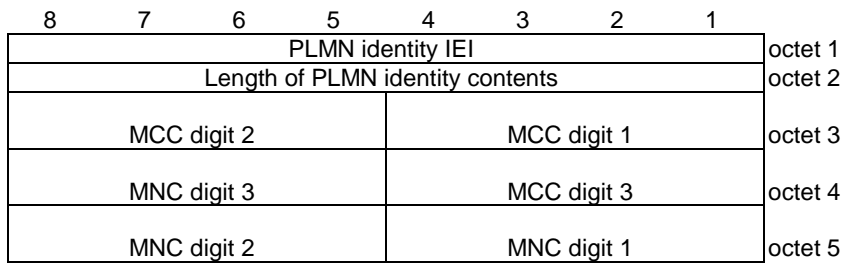 8 7 6 5 4 3 2 1
PLMN identity IEI octet 1
Length of PLMN identity contents octet 2
MCC digit 2 MCC digit 1 octet 3
MNC digit 3 MCC digit 3 octet 4
MNC digit 2 MNC digit 1 octet 5